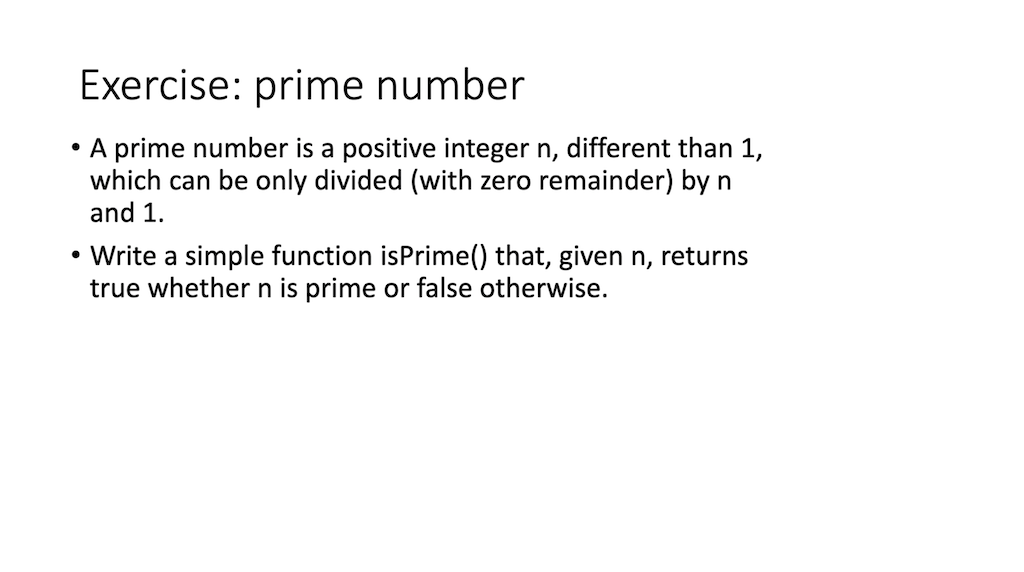 Exercise: prime number
• A prime number is a positive integer n, different than 1,
which can be only divided (with zero remainder) by n
and 1.
• Write a simple function isPrime() that, given n, returns
true whether n is prime or false otherwise.